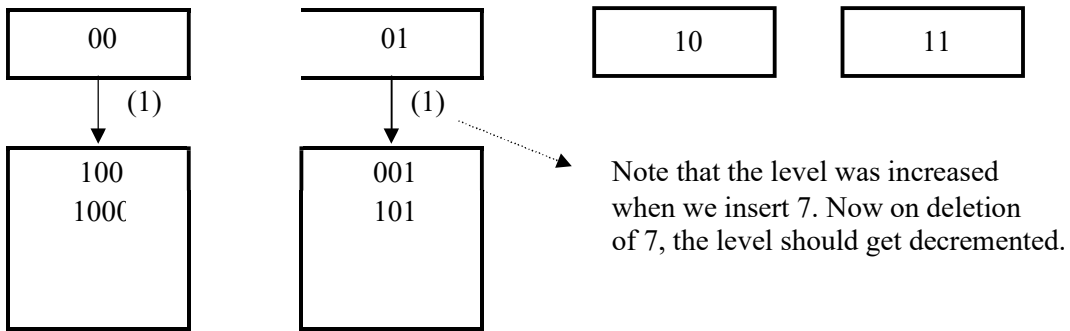 00 01 10 11
(1) (1)
100 001
1000 101
Note that the level was increased
when we insert 7. Now on deletion
of 7, the level should get decremented.